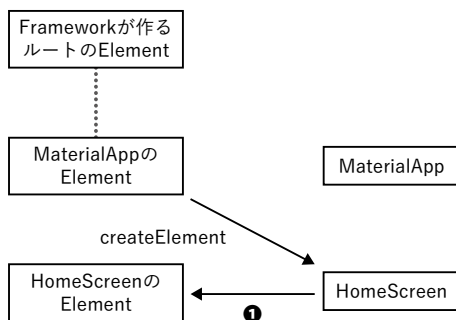 Frameworkが作る
ルートのElement
MaterialAppの
Element
MaterialApp
createElement
HomeScreenの
Element
HomeScreen
❶